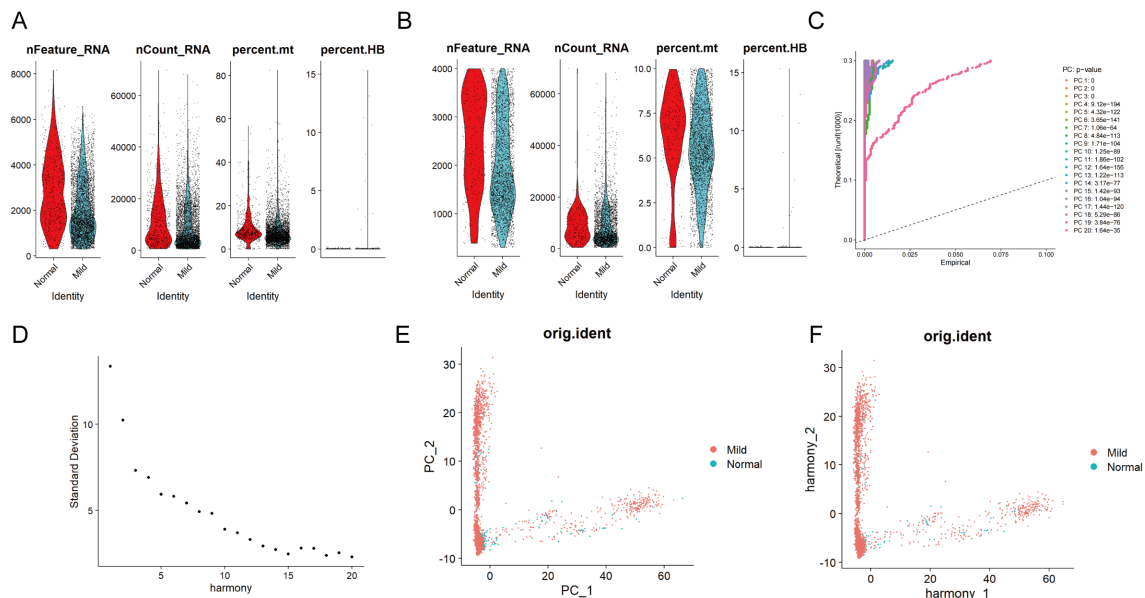 A
nFeature_RNA
nCount_RNA
percent.mt
percent.HB
8000
6000
4000
2000
0
60000
40000
20000
0
80
60
40
20
0
15
10
5
0
Normal
Mild
Normal
Mild
Normal
Mild
Identity
Identity
Identity
B
nFeature_RNA
nCount_RNA
percent.mt
percent.HB
4000
3000
2000
1000
0
60000
40000
20000
0
10.0
7.5
5.0
2.5
0.0
15
10
5
0
Normal
Mild
Normal
Mild
Normal
Mild
Identity
Identity
Identity
C
Theoretical [runif(1000)]
0.3
0.2
0.1
0.0
0.000
0.025
0.050
0.075
0.100
Empirical
PC: p-value
PC 1: 0
PC 2: 0
PC 3: 0
PC 4: 9.12e-194
PC 5: 4.32e-122
PC 6: 3.65e-141
PC 7: 1.06e-64
PC 8: 4.84e-113
PC 9: 1.71e-104
PC 10: 1.25e-89
PC 11: 1.86e-102
PC 12: 1.64e-156
PC 13: 1.22e-113
PC 14: 3.17e-77
PC 15: 1.42e-93
PC 16: 1.04e-94
PC 17: 1.44e-120
PC 18: 5.29e-86
PC 19: 3.84e-76
PC 20: 1.64e-35
D
Standard Deviation
10
5
5
10
15
20
harmony
E
orig.ident
PC_2
30
20
10
0
-10
0
20
40
60
PC_1
Mild
Normal
F
orig.ident
harmony_2
30
20
10
0
-10
0
20
40
60
harmony_1
Mild
Normal